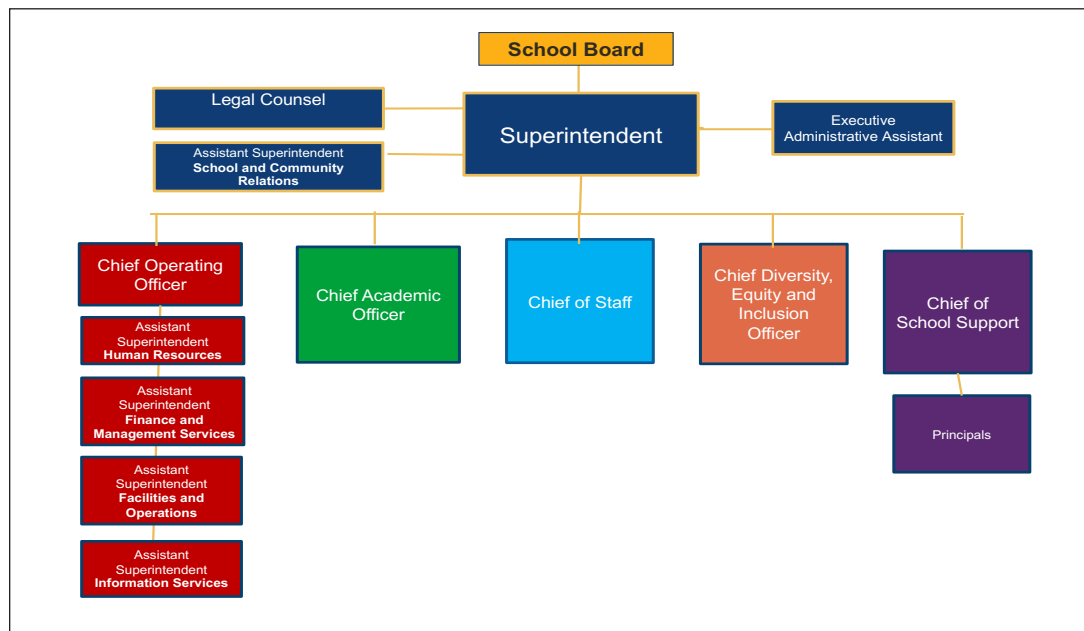 School Board
Legal Counsel
Superintendent
Executive
Administrative Assistant
Assistant Superintendent
School and Community
Relations
Chief Operating
Officer
Chief Academic
Officer
Chief of Staff
Chief Diversity,
Equity and
Inclusion
Officer
Chief of
School Support
Assistant
Superintendent
Human Resources
Assistant
Superintendent
Finance and
Management Services
Assistant
Superintendent
Facilities and
Operations
Assistant
Superintendent
Information Services
Principals